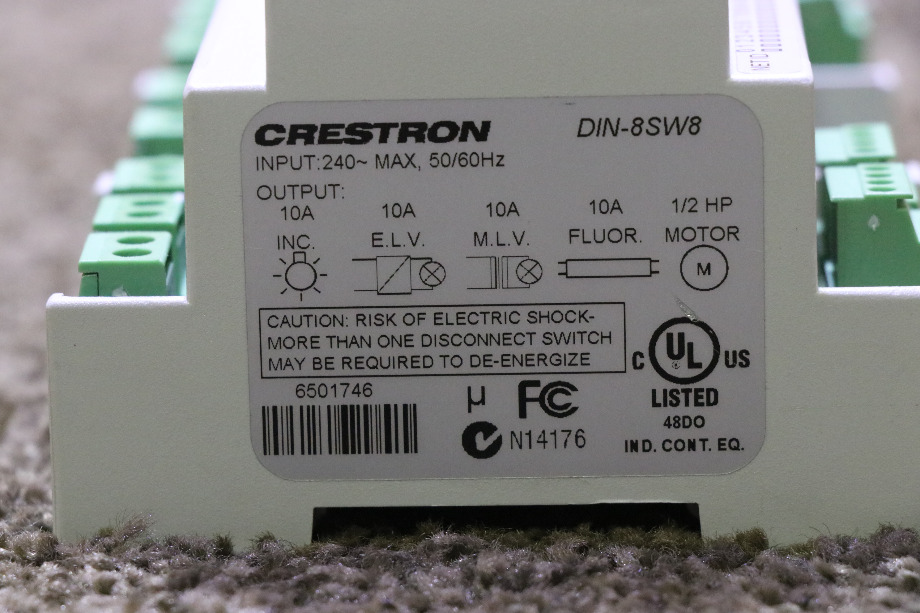 CRESTRON DIN-8SW8
INPUT:240~ MAX, 50/60Hz
OUTPUT:
10A 10A 10A 10A 1/2 HP
INC. E.L.V. M.L.V. FLUOR. MOTOR
M
CAUTION: RISK OF ELECTRIC SHOCK-
MORE THAN ONE DISCONNECT SWITCH
MAY BE REQUIRED TO DE-ENERGIZE
C UL US
LISTED
48DO
IND. CONT. EQ.
6501746
µ FC
N14176
NET